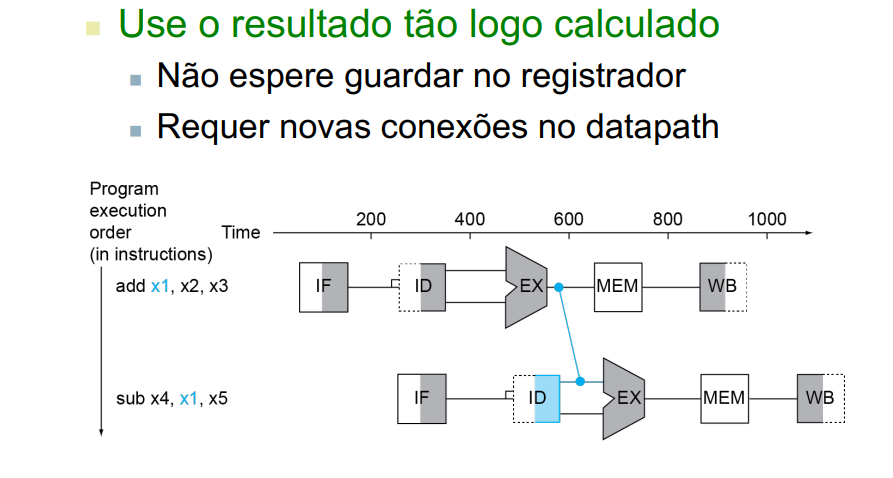 Use o resultado tão logo calculado
Não espere guardar no registrador
Requer novas conexões no datapath
Program
execution
order
(in instructions)
Time
200 400 600 800 1000
add x1, x2, x3
IF ID EX MEM WB
sub x4, x1, x5
IF ID EX MEM WB